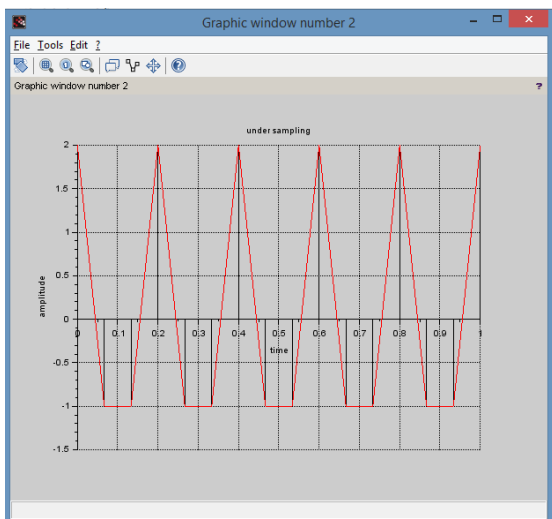 Graphic window number 2
File Tools Edit ?
Graphic window number 2 ?
under sampling
2
1.5
1
0.5
0
-0.5
-1
-1.5
amplitude
0 0.1 0.2 0.3 0.4 0.5 0.6 0.7 0.8 0.9 1
time